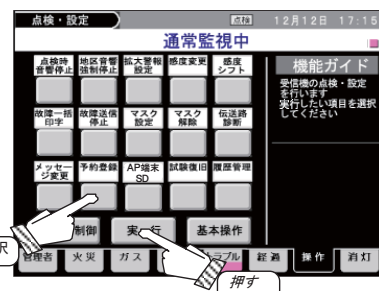 点検・設定 点検 12月12日 17:15
通常監視中
点検時
音響停止
地区音響
強制停止
拡大警報
設定
感度変更
感度
シフト
機能ガイド
受信機の点検・設定
を行います
実行したい項目を選択
してください
故障一括
印字
故障送信
停止
マスク
設定
マスク
解除
伝送路
診断
メッセー
ジ変更
予約登録
AP端末
SD
試験復旧
履歴管理
択
制御 実 行 基本操作
管理者 火災 ガス ラブル 経過 操作 消灯
押す